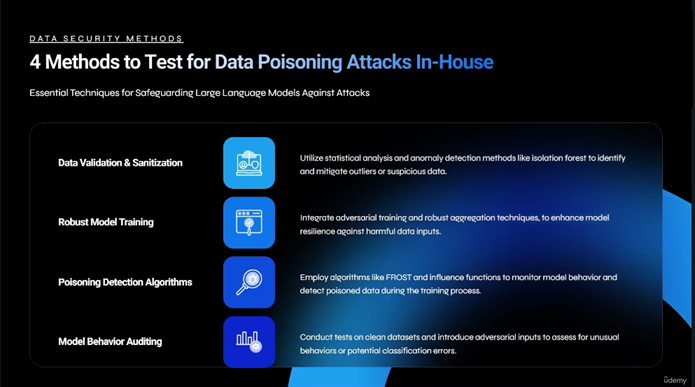 DATA SECURITY METHODS
4 Methods to Test for Data Poisoning Attacks In-House
Essential Techniques for Safeguarding Large Language Models Against Attacks
Data Validation & Sanitization
Utilize statistical analysis and anomaly detection methods like isolation forest to identify
and mitigate outliers or suspicious data.
Robust Model Training
Integrate adversarial training and robust aggregation techniques, to enhance model
resilience against harmful data inputs.
Poisoning Detection Algorithms
Employ algorithms like FROST and influence functions to monitor model behavior and
detect poisoned data during the training process.
Model Behavior Auditing
Conduct tests on clean datasets and introduce adversarial inputs to assess for unusual
behaviors or potential classification errors.
ûdemy